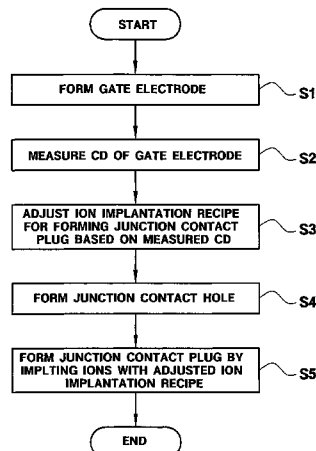 START
FORM GATE ELECTRODE
S1
MEASURE CD OF GATE ELECTRODE
S2
ADJUST ION IMPLANTATION RECIPE
FOR FORMING JUNCTION CONTACT
PLUG BASED ON MEASURED CD
S3
FORM JUNCTION CONTACT HOLE
S4
FORM JUNCTION CONTACT PLUG BY
IMPLTING IONS WITH ADJUSTED ION
IMPLANTATION RECIPE
S5
END